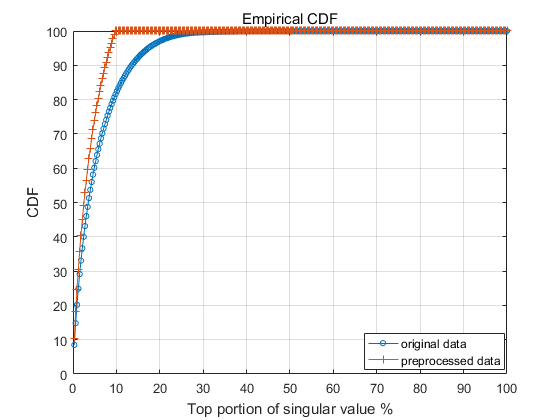 Empirical CDF
100
90
80
70
60
50
40
30
20
10
0
CDF
0 10 20 30 40 50 60 70 80 90 100
Top portion of singular value %
original data
preprocessed data